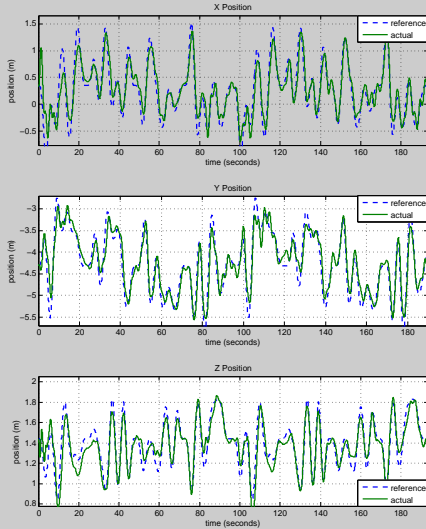 X Position
reference
actual
position (m)
1.5
1
0.5
0
-0.5
0 20 40 60 80 100 120 140 160 180
time (seconds)
Y Position
reference
actual
position (m)
-3
-3.5
-4
-4.5
-5
-5.5
0 20 40 60 80 100 120 140 160 180
time (seconds)
Z Position
reference
actual
position (m)
2
1.8
1.6
1.4
1.2
1
0.8
0 20 40 60 80 100 120 140 160 180
time (seconds)